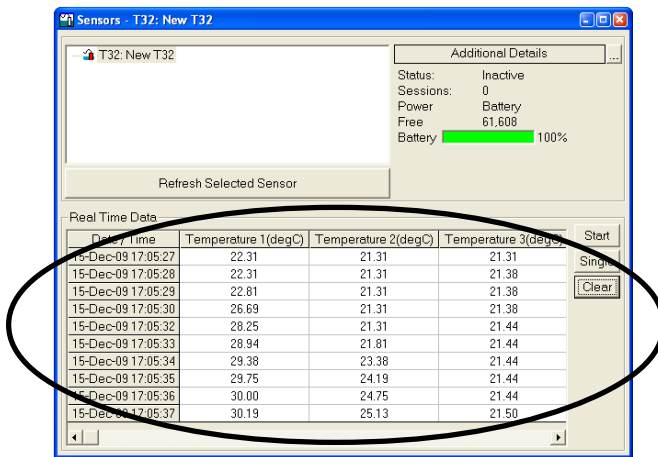 Sensors - T32: New T32
T32: New T32
Additional Details ...
Status: Inactive
Sessions: 0
Power Battery
Free 61,608
Battery 100%
Refresh Selected Sensor
Real Time Data
Date / Time Temperature 1(degC) Temperature 2(degC) Temperature 3(degC) Start
15-Dec-09 17:05:27 22.31 21.31 21.31 Single
15-Dec-09 17:05:28 22.31 21.31 21.38
15-Dec-09 17:05:29 22.81 21.31 21.38 Clear
15-Dec-09 17:05:30 26.69 21.31 21.38
15-Dec-09 17:05:32 28.25 21.31 21.44
15-Dec-09 17:05:33 28.94 21.81 21.44
15-Dec-09 17:05:34 29.38 23.38 21.44
15-Dec-09 17:05:35 29.75 24.19 21.44
15-Dec-09 17:05:36 30.00 24.75 21.44
15-Dec-09 17:05:37 30.19 25.13 21.50